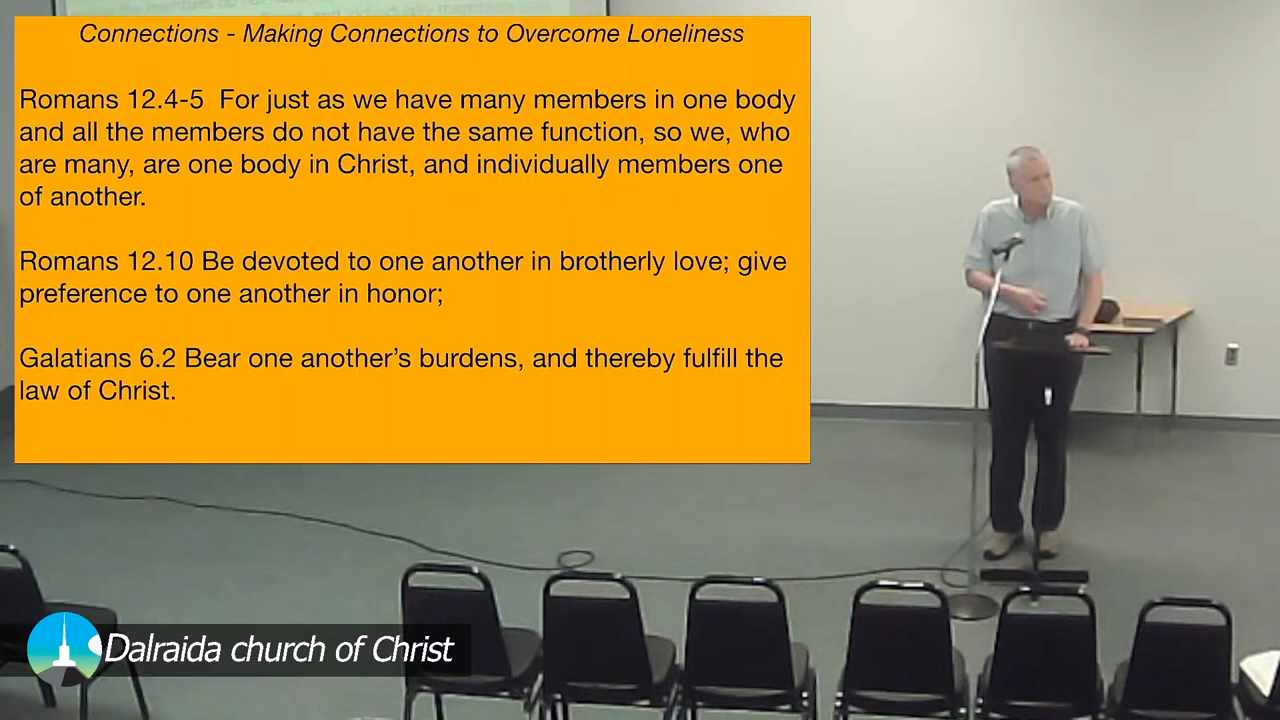 Connections - Making Connections to Overcome Loneliness
Romans 12.4-5  For just as we have many members in one body
and all the members do not have the same function, so we, who
are many, are one body in Christ, and individually members one
of another.
Romans 12.10 Be devoted to one another in brotherly love; give
preference to one another in honor;
Galatians 6.2 Bear one another’s burdens, and thereby fulfill the
law of Christ.
Dalraida church of Christ